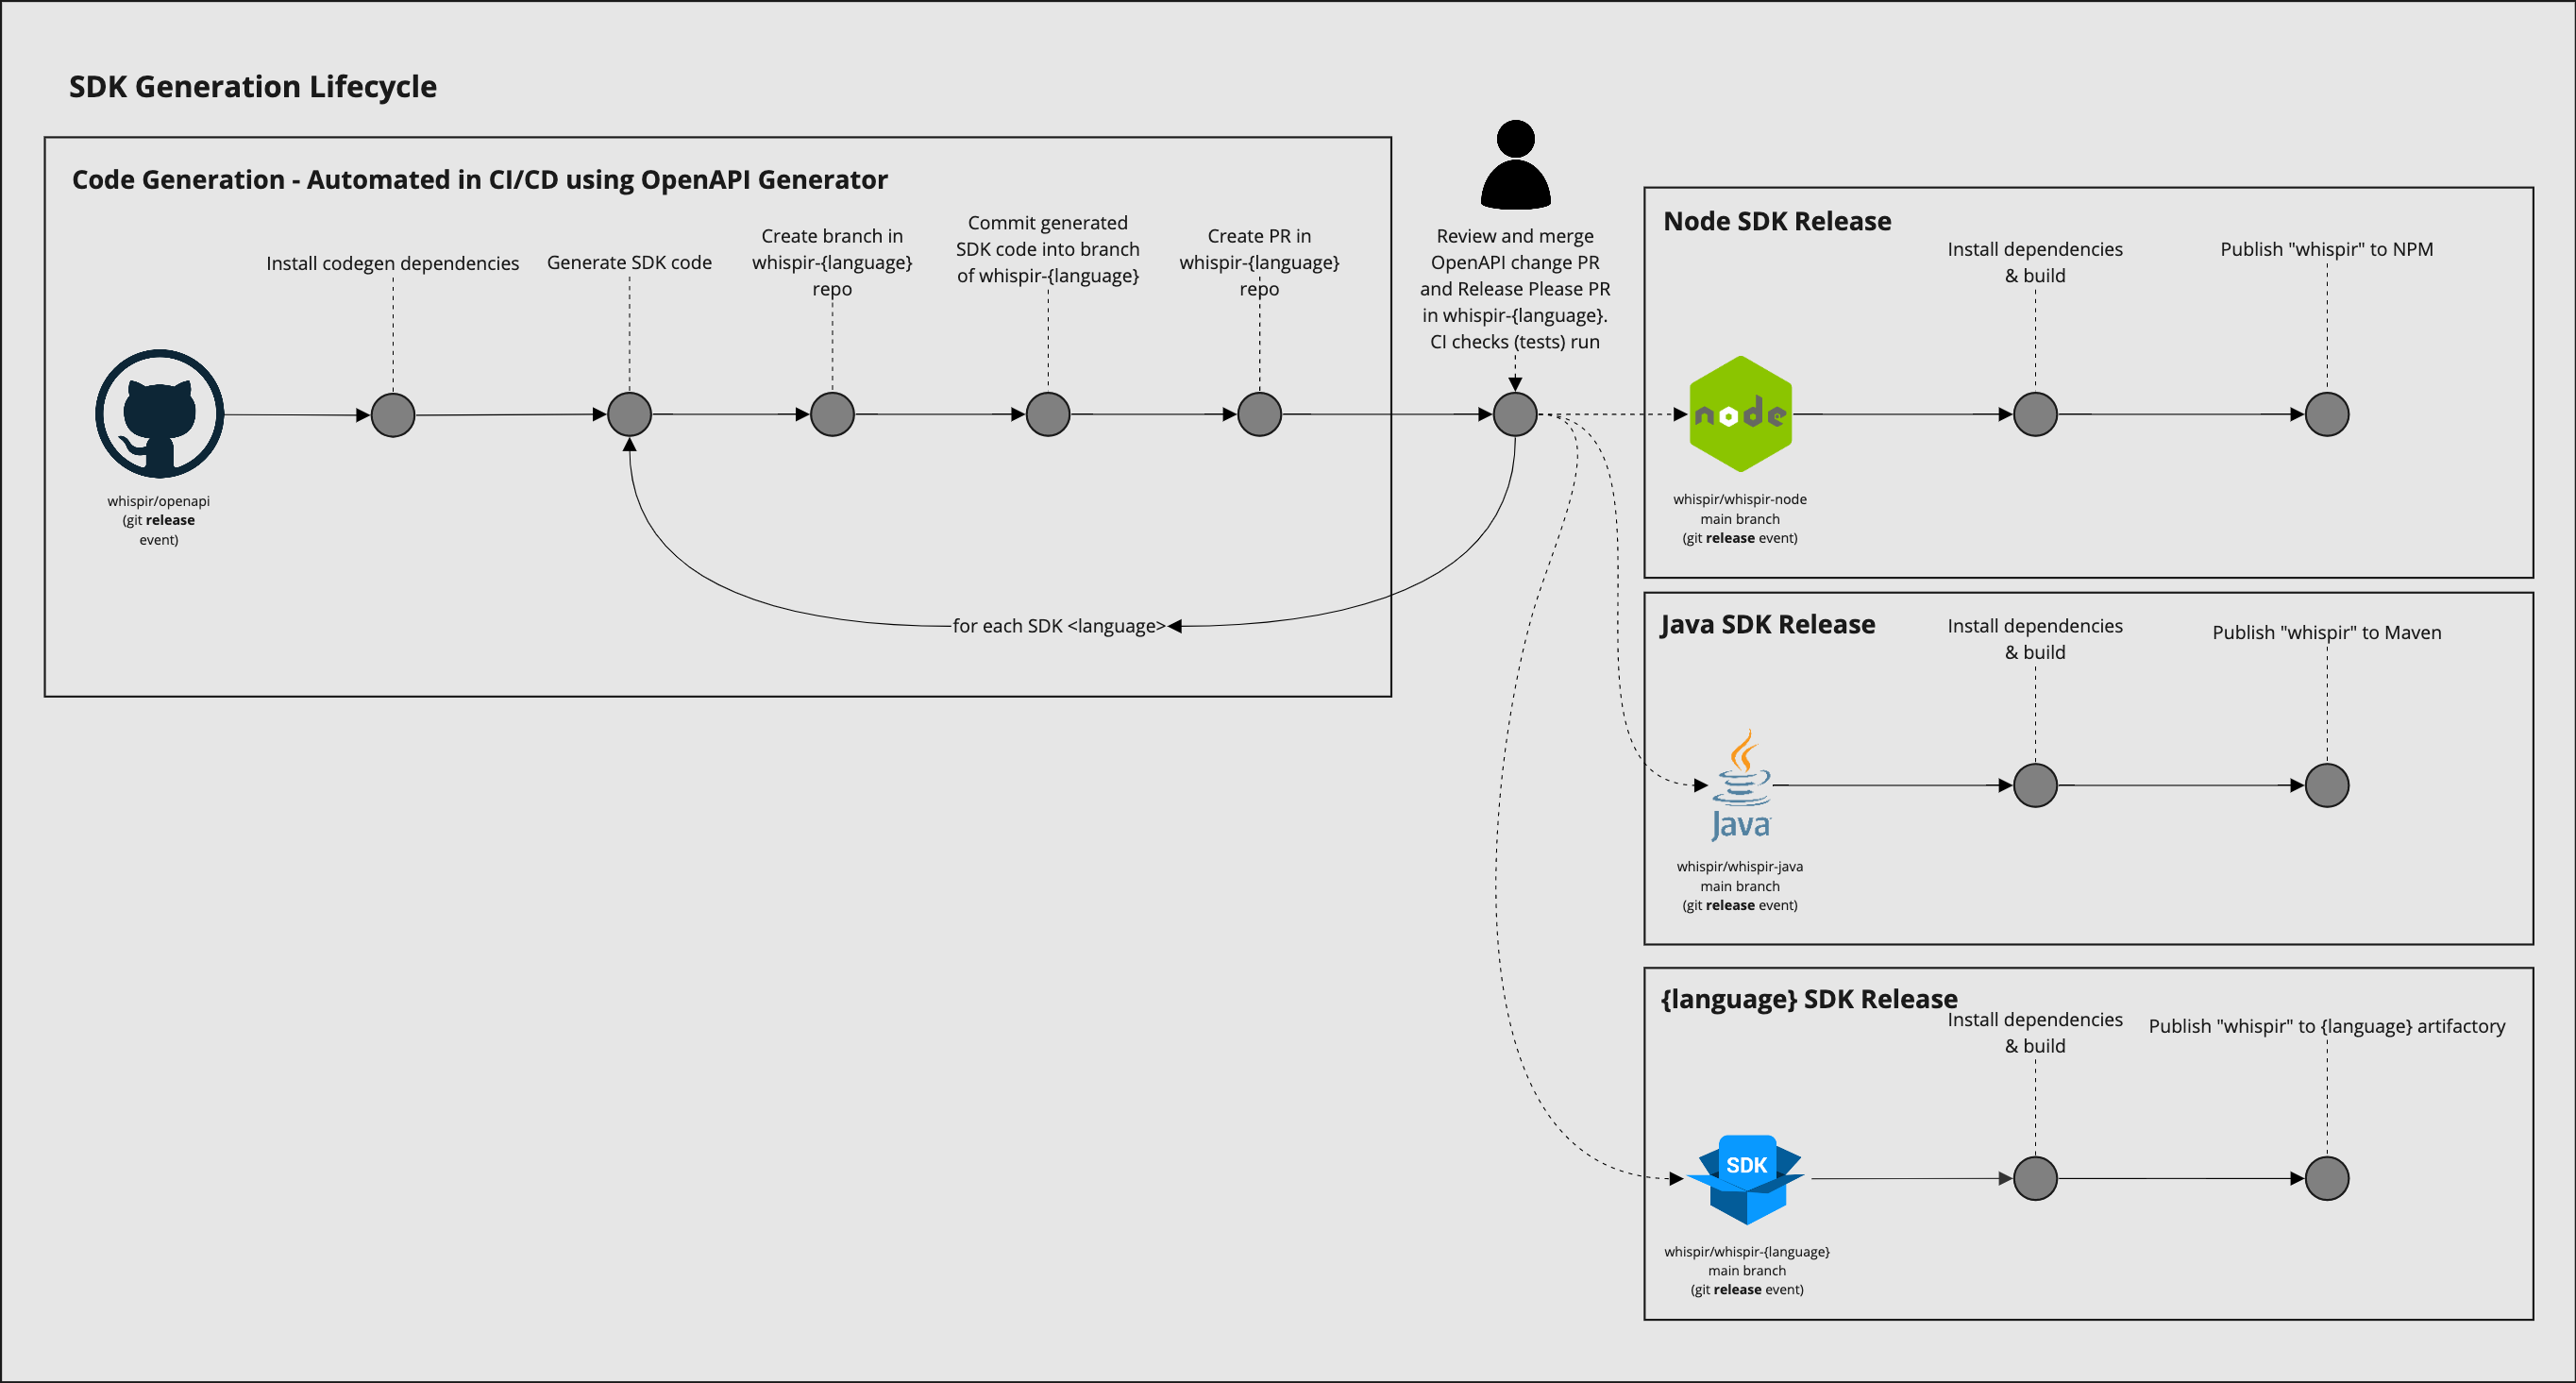 SDK Generation Lifecycle
Code Generation - Automated in CI/CD using OpenAPI Generator
Install codegen dependencies
Generate SDK code
Create branch in
whispir-{language}
repo
Commit generated
SDK code into branch
of whispir-{language}
Create PR in
whispir-{language}
repo
whispir/openapi
(git release
event)
for each SDK <language>
Review and merge
OpenAPI change PR
and Release Please PR
in whispir-{language}.
CI checks (tests) run
Node SDK Release
Install dependencies
& build
Publish "whispir" to NPM
node
whispir/whispir-node
main branch
(git release event)
Java SDK Release
Install dependencies
& build
Publish "whispir" to Maven
Java
whispir/whispir-java
main branch
(git release event)
{language} SDK Release
Install dependencies
& build
Publish "whispir" to {language} artifactory
SDK
whispir/whispir-{language}
main branch
(git release event)